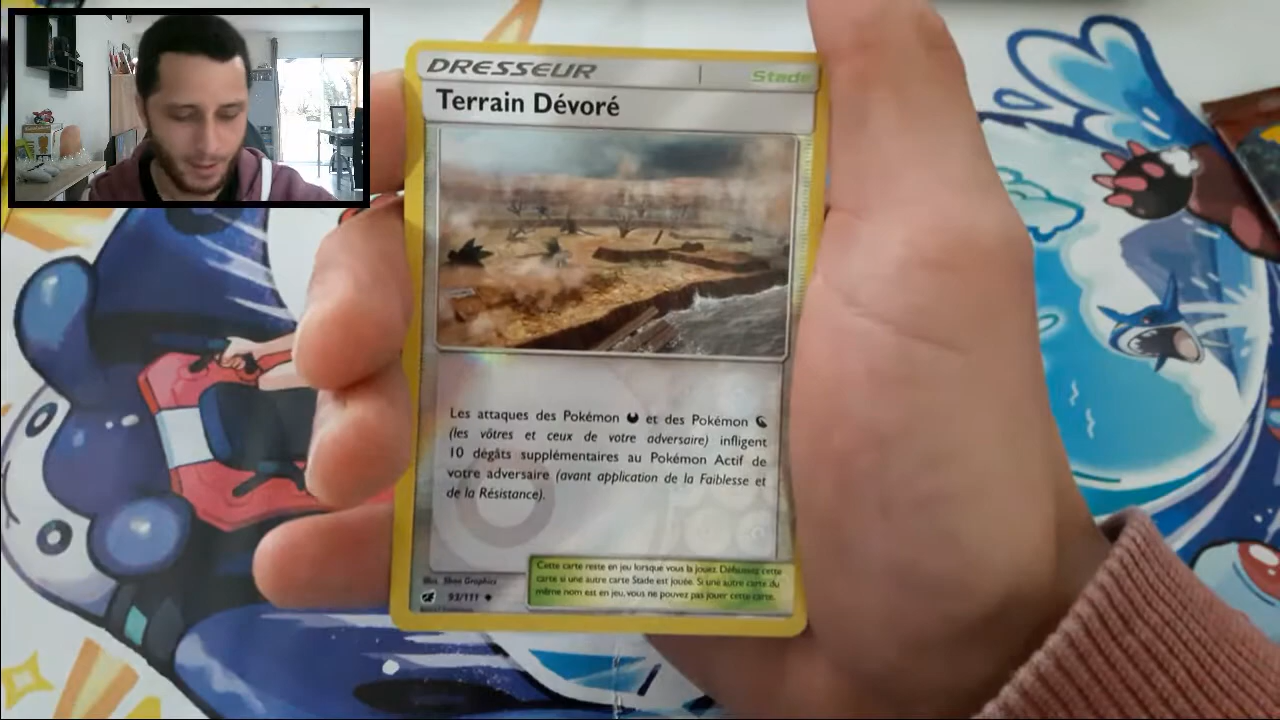 DRESSEUR
Stade
Terrain Dévoré
Les attaques des Pokémon et des Pokémon
(les vôtres et ceux de votre adversaire) infligent
10 dégâts supplémentaires au Pokémon Actif de
votre adversaire (avant application de la Faiblesse et
de la Résistance).
Illus. 5ban Graphics
93/111
Cette carte reste en jeu lorsque vous la jouez. Défaussez cette
carte si une autre carte Stade est jouée. Si une autre carte du
même nom est en jeu, vous ne pouvez pas jouer cette carte.